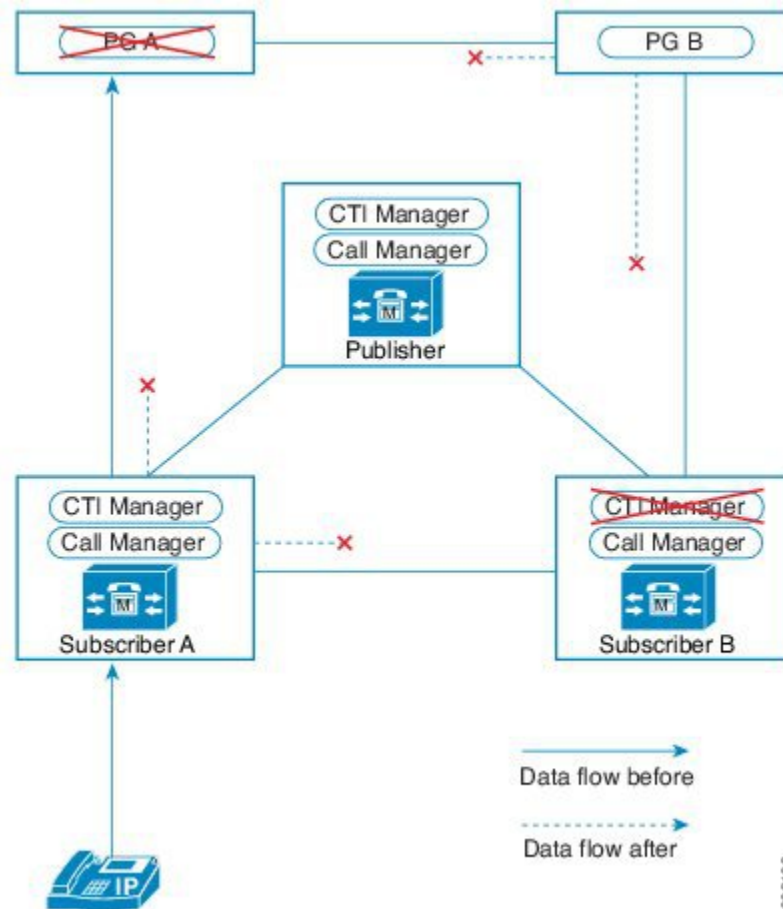 PG A
PG B
CTI Manager
Call Manager
M
Publisher
CTI Manager
Call Manager
M
Subscriber A
CTI Manager
Call Manager
M
Subscriber B
Data flow before
Data flow after
IP